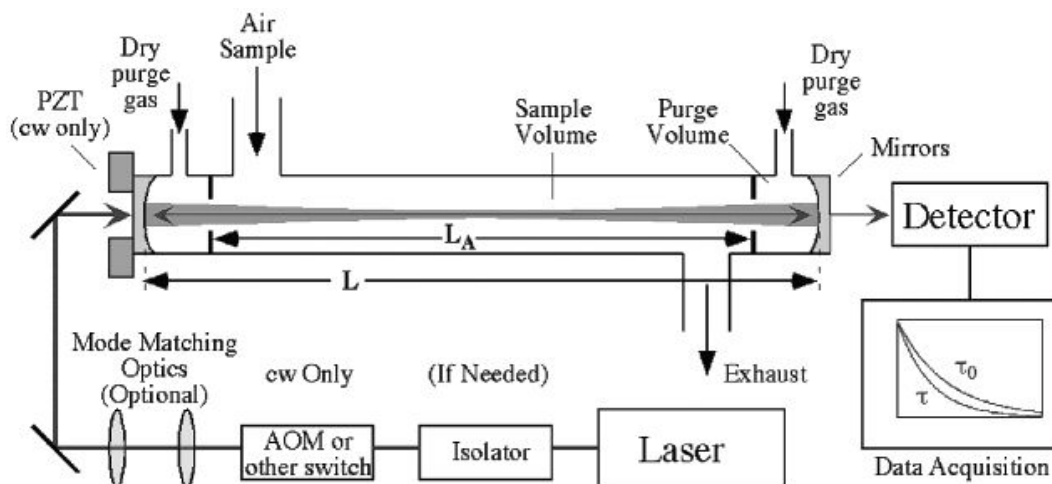 Dry
purge
gas
Air
Sample
Dry
purge
gas
PZT
(cw only)
Sample
Volume
Purge
Volume
Mirrors
Detector
L_A
L
Mode Matching
Optics
(Optional)
cw Only
(If Needed)
Exhaust
τ₀
τ
AOM or
other switch
Isolator
Laser
Data Acquisition